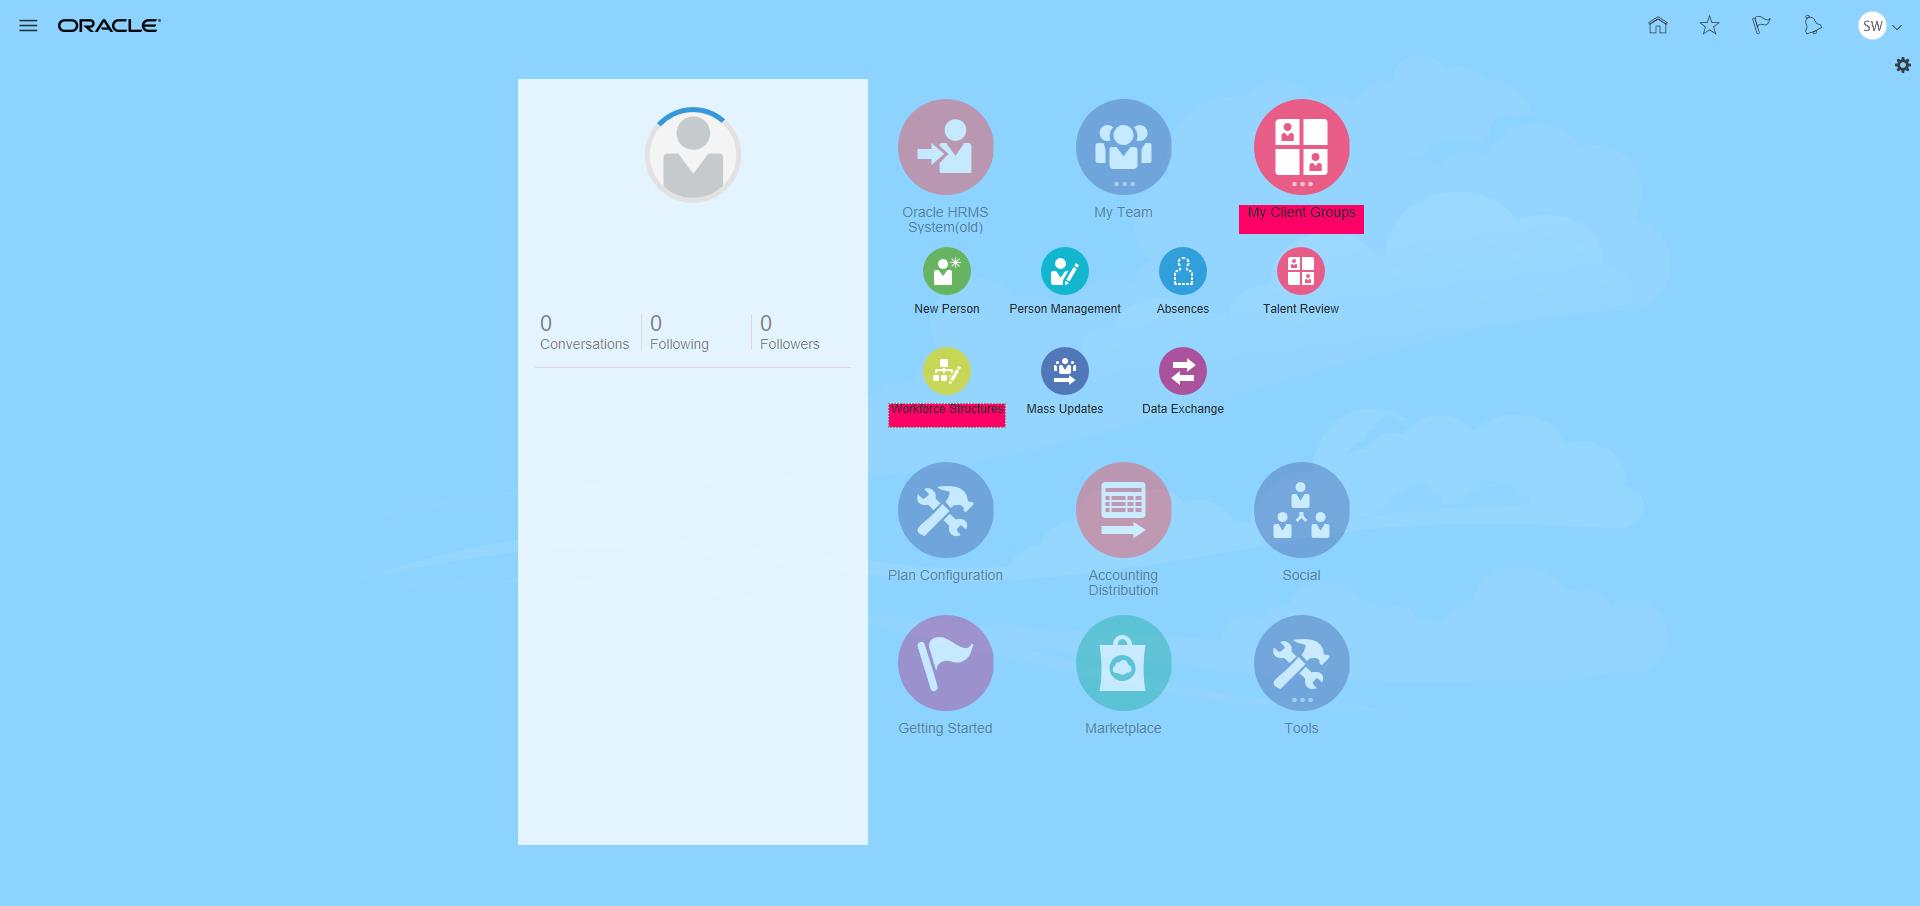 ORACLE
SW
Oracle HRMS
System(old)
My Team
My Client Groups
New Person
Person Management
Absences
Talent Review
0
Conversations
0
Following
0
Followers
Workforce Structures
Mass Updates
Data Exchange
Plan Configuration
Accounting
Distribution
Social
Getting Started
Marketplace
Tools